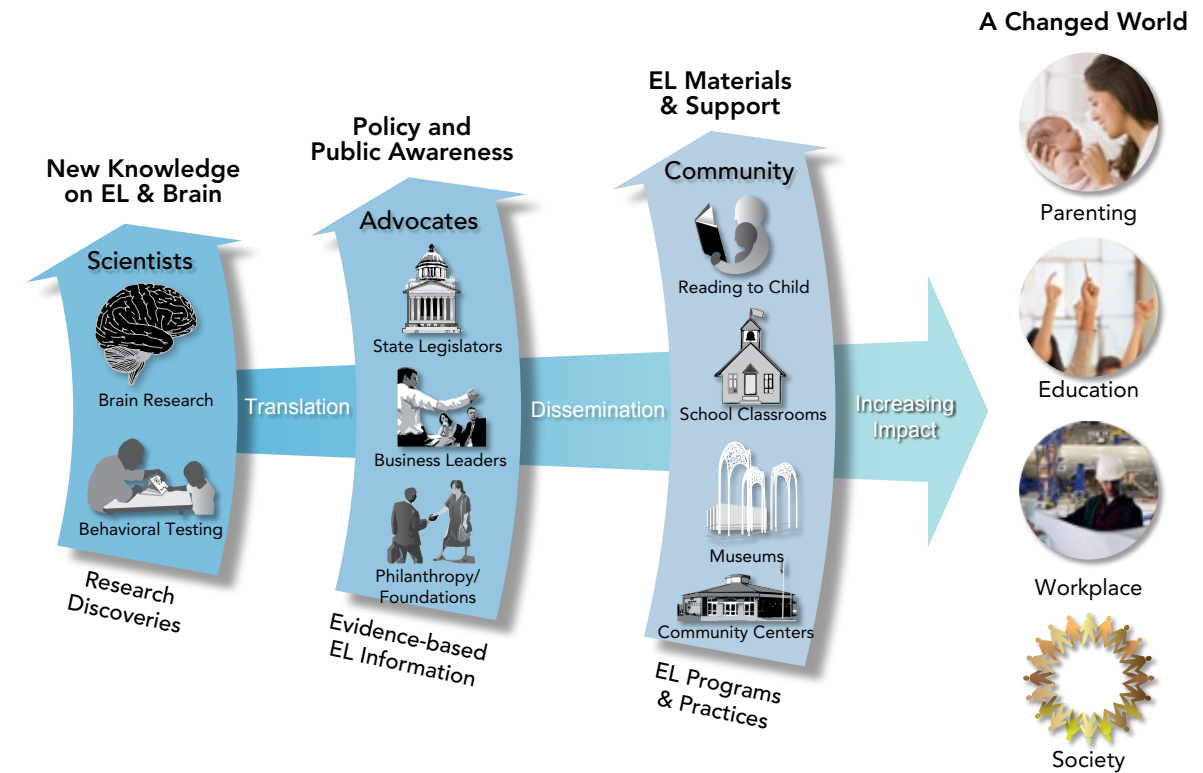 New Knowledge
on EL & Brain
Scientists
Brain Research
Behavioral Testing
Research
Discoveries
Translation
Policy and
Public Awareness
Advocates
State Legislators
Business Leaders
Philanthropy/
Foundations
Evidence-based
EL Information
Dissemination
EL Materials
& Support
Community
Reading to Child
School Classrooms
Museums
Community Centers
EL Programs
& Practices
Increasing
Impact
A Changed World
Parenting
Education
Workplace
Society